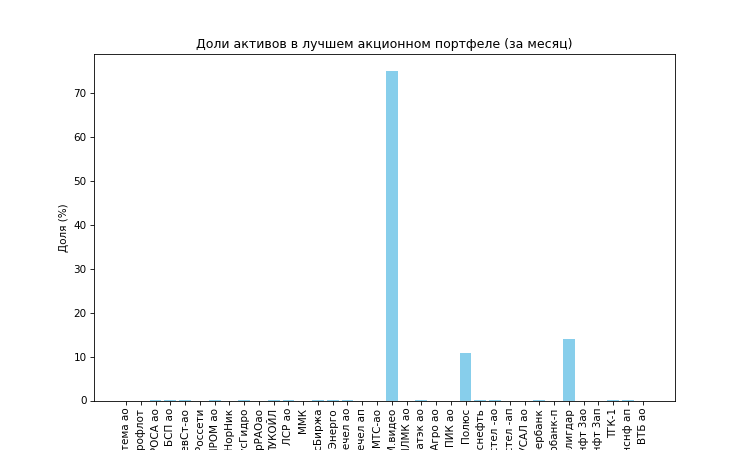 Доли активов в лучшем акционном портфеле (за месяц)
Доля (%)
70
60
50
40
30
20
10
0
тема ао
рофлот
РОСА ао
БСП ао
евСт-ао
Россети
ПРОМ ао
НорНик
сГидро
рРАОао
ЛУКОЙЛ
ЛСР ао
ММК
сБиржа
Энерго
ечел ао
ечел ап
МТС-ао
М.видео
ЛМК ао
атэк ао
Агро ао
ПИК ао
Полюс
снефть
стел -ао
стел -ап
УСАЛ ао
ербанк
рбанк-п
лигдар
нфт 3ао
нфт 3ап
ТГК-1
нснф ап
ВТБ ао